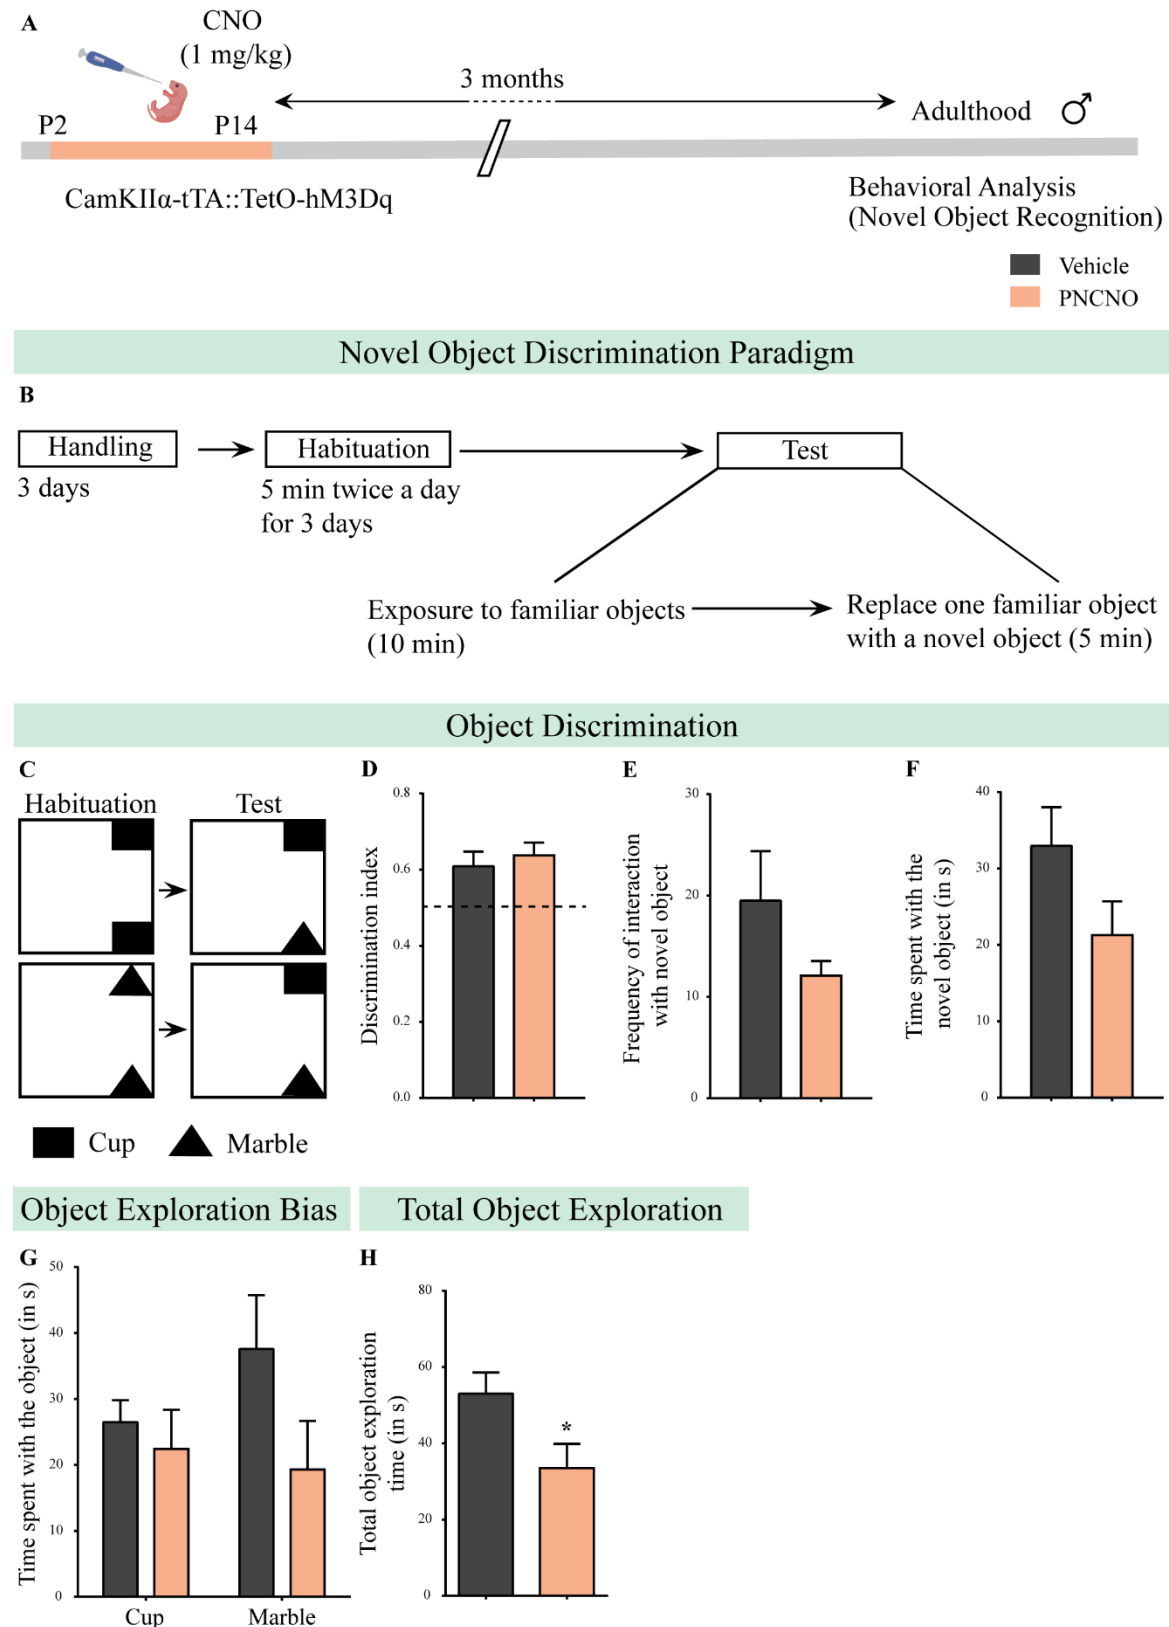 A
CNO
(1 mg/kg)
3 months
P2
P14
Adulthood
CamKIIα-tTA::TetO-hM3Dq
Behavioral Analysis
(Novel Object Recognition)
Vehicle
PNCNO
Novel Object Discrimination Paradigm
B
Handling
Habituation
Test
3 days
5 min twice a day
for 3 days
Exposure to familiar objects
(10 min)
Replace one familiar object
with a novel object (5 min)
Object Discrimination
C
Habituation
Test
Cup
Marble
D
Discrimination index
0.8
0.6
0.4
0.2
0.0
E
Frequency of interaction
with novel object
30
20
10
0
F
Time spent with the
novel object (in s)
40
30
20
10
0
Object Exploration Bias
Total Object Exploration
G
Time spent with the object (in s)
50
40
30
20
10
0
Cup
Marble
H
Total object exploration
time (in s)
80
60
40
20
0
*